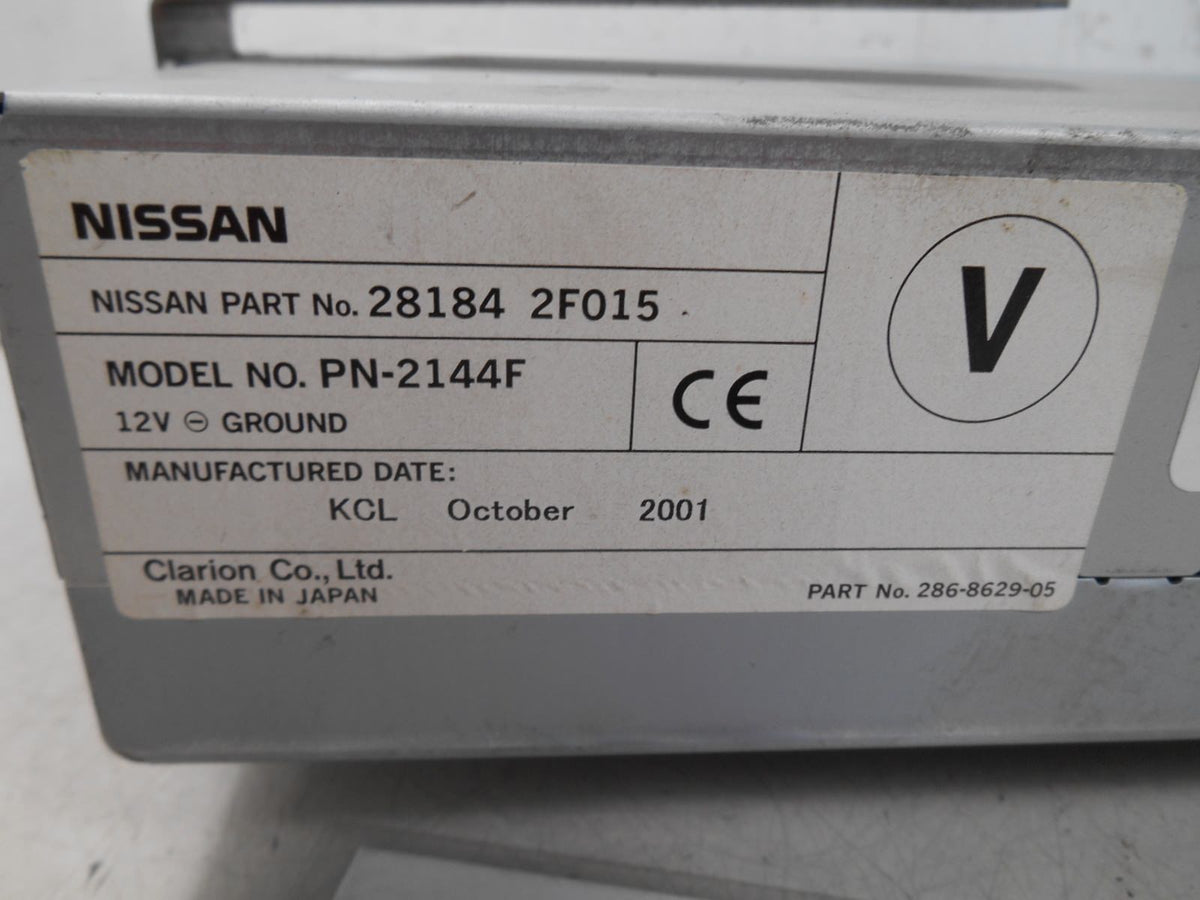 NISSAN
NISSAN PART No. 28184 2F015
MODEL NO. PN-2144F
12V ⊖ GROUND
CE
V
MANUFACTURED DATE:
KCL October 2001
Clarion Co., Ltd.
MADE IN JAPAN
PART No. 286-8629-05